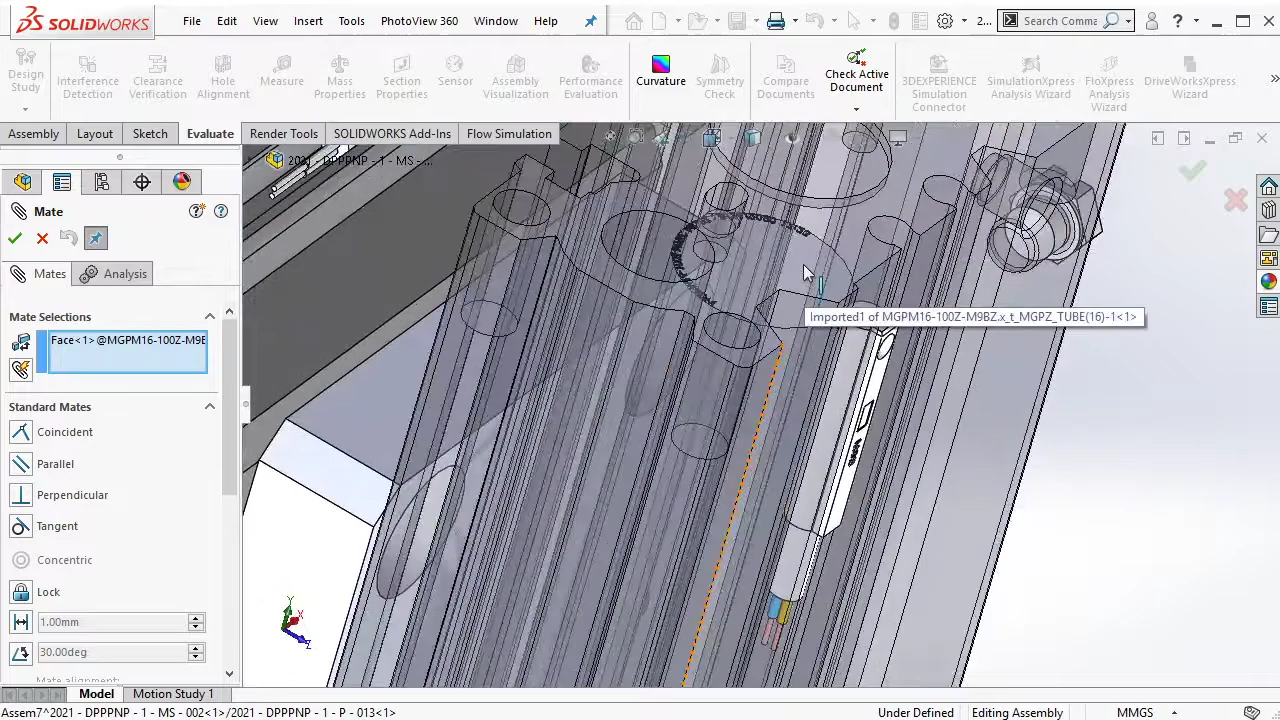 SOLIDWORKS
File Edit View Insert Tools PhotoView 360 Window Help
2...
Search Comma
Design Study
Interference Detection
Clearance Verification
Hole Alignment
Measure
Mass Properties
Section Properties
Sensor
Assembly Visualization
Performance Evaluation
Curvature
Symmetry Check
Compare Documents
Check Active Document
3DEXPERIENCE Simulation Connector
SimulationXpress Analysis Wizard
FloXpress Analysis Wizard
DriveWorksXpress Wizard
Assembly Layout Sketch Evaluate Render Tools SOLIDWORKS Add-Ins Flow Simulation
2021 - DPPPNP - 1 - MS - ...
Mate
Mates Analysis
Mate Selections
Face<1>@MGPM16-100Z-M9B
Standard Mates
Coincident
Parallel
Perpendicular
Tangent
Concentric
Lock
1.00mm
30.00deg
Mate alignment:
Imported1 of MGPM16-100Z-M9BZ.x_t_MGPZ_TUBE(16)-1<1>
Y
X
Z
Model Motion Study 1
Assem7^2021 - DPPPNP - 1 - MS - 002<1>/2021 - DPPPNP - 1 - P - 013<1>
Under Defined Editing Assembly MMGS